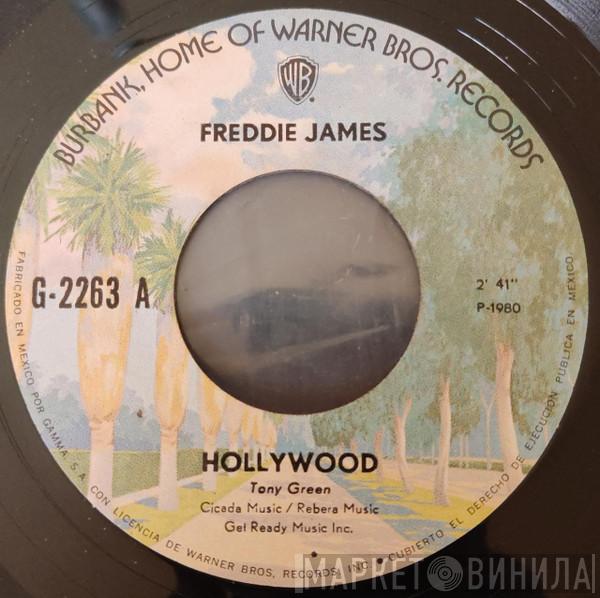 BURBANK, HOME OF WARNER BROS. RECORDS
WB
FREDDIE JAMES
G-2263 A
2' 41"
P-1980
HOLLYWOOD
Tony Green
Cicada Music / Rebera Music
Get Ready Music Inc.
FABRICADO EN MEXICO POR GAMMA, S.A. CON LICENCIA DE WARNER BROS, RECORDS, INC. • CUBIERTO EL DERECHO DE EJECUCION PUBLICA EN MEXICO
МАРКЕТ ВИНИЛА